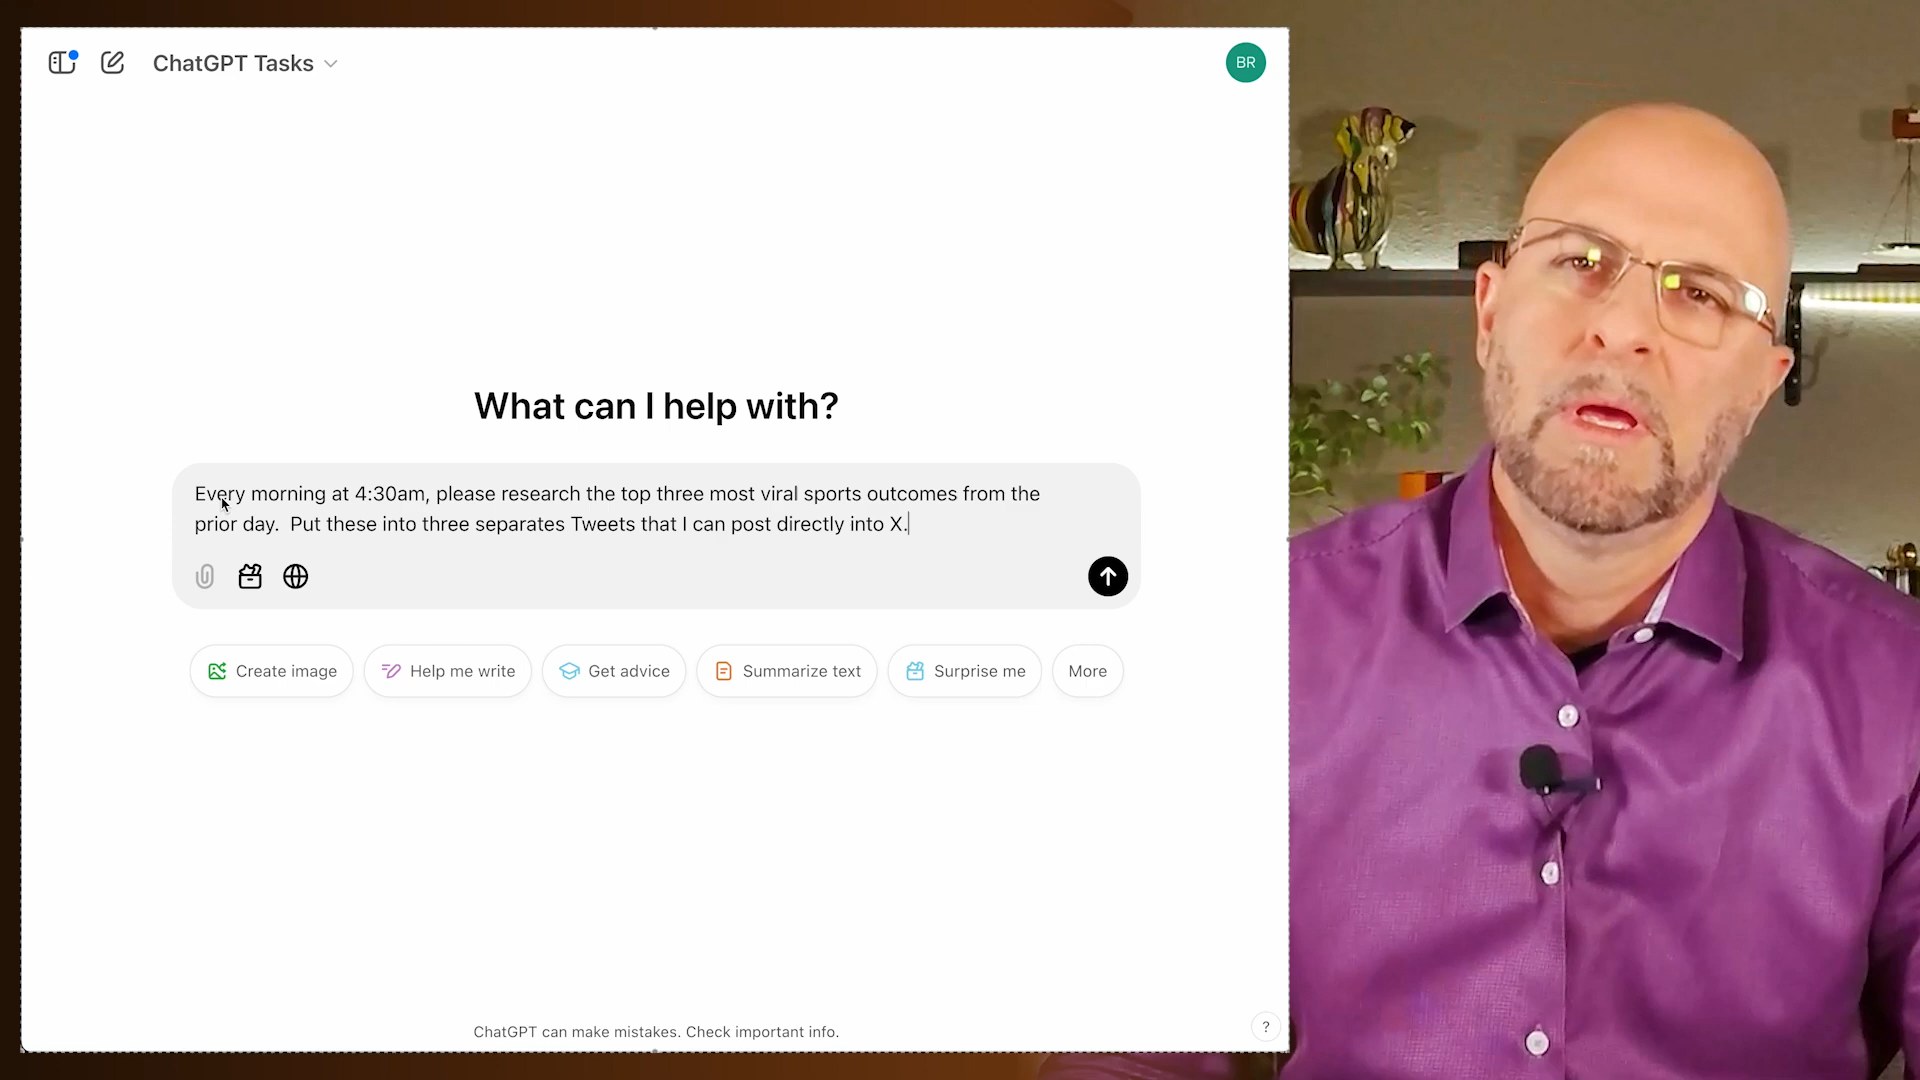 ChatGPT Tasks
BR
What can I help with?
Every morning at 4:30am, please research the top three most viral sports outcomes from the
prior day.  Put these into three separates Tweets that I can post directly into X.
Create image
Help me write
Get advice
Summarize text
Surprise me
More
ChatGPT can make mistakes. Check important info.
?